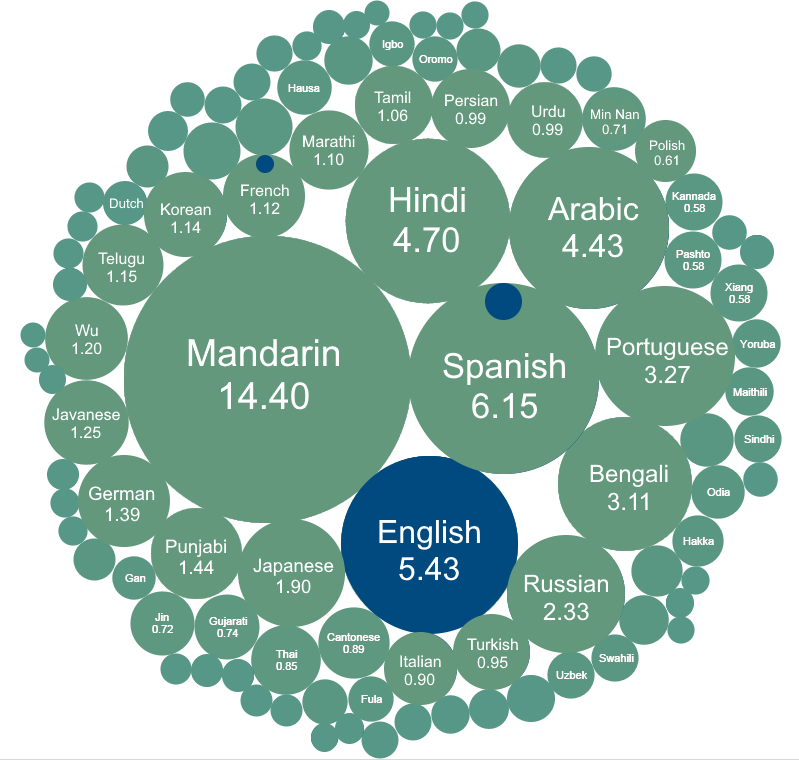 Igbo
Oromo
Hausa
Tamil
1.06
Persian
0.99
Urdu
0.99
Min Nan
0.71
Marathi
1.10
Polish
0.61
French
1.12
Hindi
4.70
Arabic
4.43
Kannada
0.58
Dutch
Korean
1.14
Telugu
1.15
Pashto
0.58
Xiang
0.58
Wu
1.20
Mandarin
14.40
Spanish
6.15
Portuguese
3.27
Yoruba
Maithili
Javanese
1.25
Sindhi
German
1.39
Bengali
3.11
Odia
Punjabi
1.44
Japanese
1.90
English
5.43
Hakka
Gan
Russian
2.33
Jin
0.72
Gujarati
0.74
Cantonese
0.89
Thai
0.85
Italian
0.90
Turkish
0.95
Swahili
Uzbek
Fula